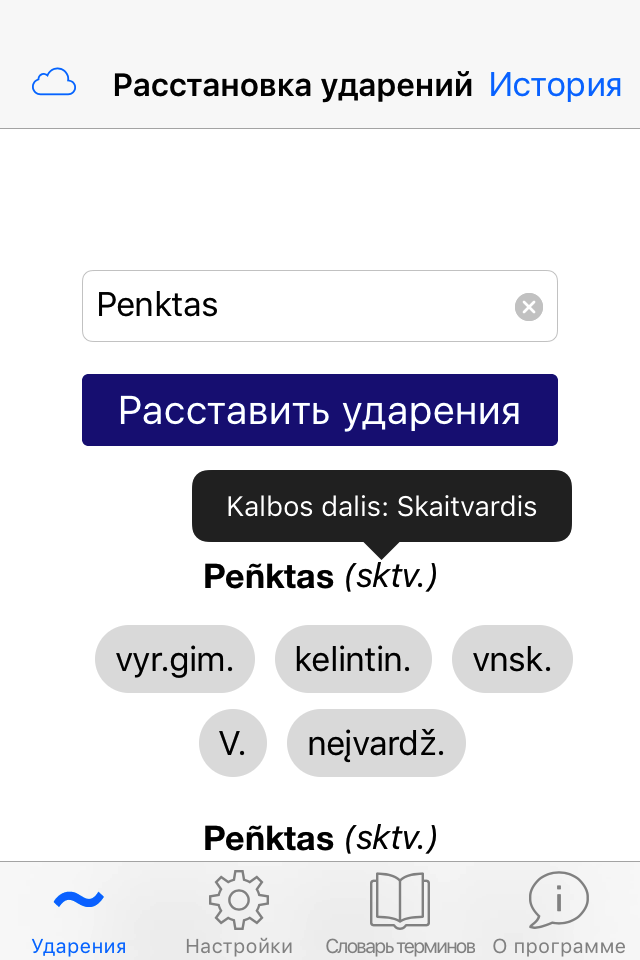 Расстановка ударений История
Penktas
Расставить ударения
Kalbos dalis: Skaitvardis
Peñktas (sktv.)
vyr.gim. kelintin. vnsk.
V. neįvardž.
Peñktas (sktv.)
Ударения Настройки Словарь терминов О программе